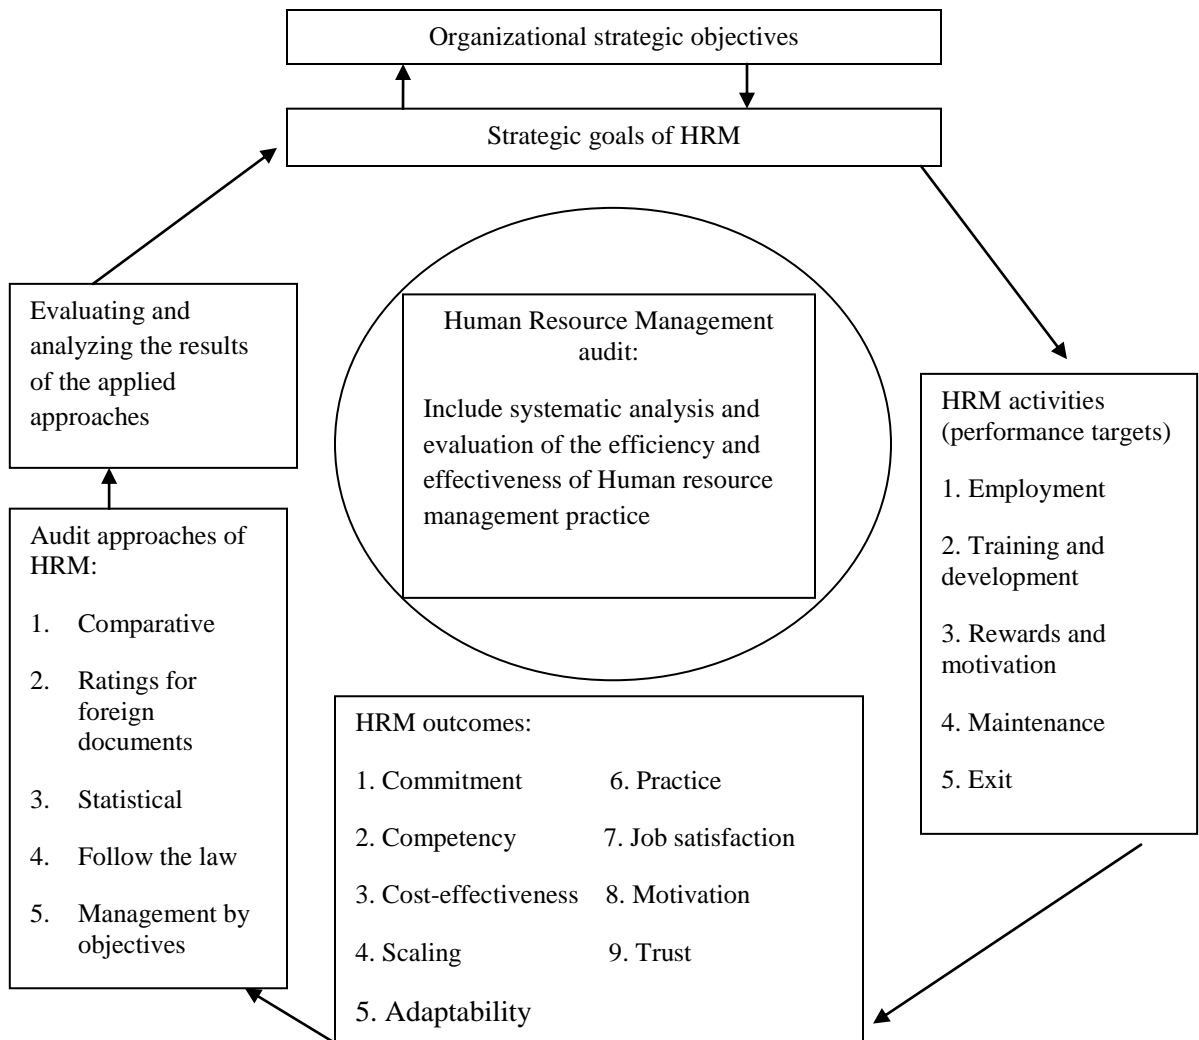 Organizational strategic objectives
Strategic goals of HRM
Evaluating and
analyzing the results
of the applied
approaches
Human Resource Management
audit:
Include systematic analysis and
evaluation of the efficiency and
effectiveness of Human resource
management practice
HRM activities
(performance targets)
1. Employment
2. Training and
development
3. Rewards and
motivation
4. Maintenance
5. Exit
Audit approaches of
HRM:
1. Comparative
2. Ratings for
foreign
documents
3. Statistical
4. Follow the law
5. Management by
objectives
HRM outcomes:
1. Commitment 6. Practice
2. Competency 7. Job satisfaction
3. Cost-effectiveness 8. Motivation
4. Scaling 9. Trust
5. Adaptability